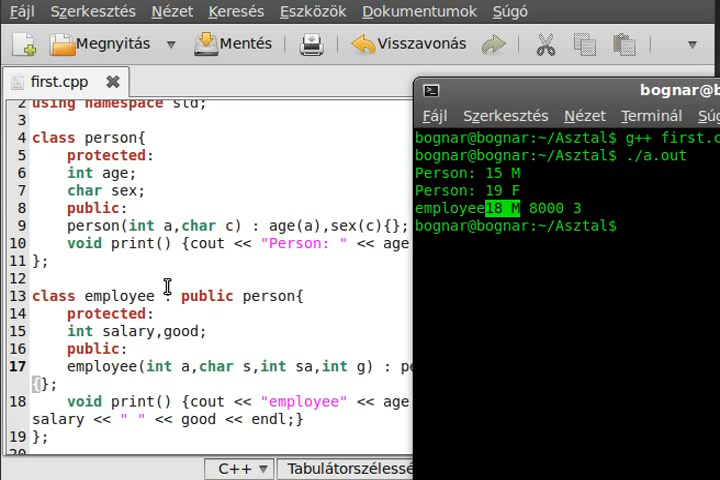 Fájl Szerkesztés Nézet Keresés Eszközök Dokumentumok Súgó
Megnyitás Mentés Visszavonás
first.cpp
2 using namespace std;
3
4 class person{
5 protected:
6 int age;
7 char sex;
8 public:
9 person(int a,char c) : age(a),sex(c){};
10 void print() {cout << "Person: " << age
11 };
12
13 class employee : public person{
14 protected:
15 int salary,good;
16 public:
17 employee(int a,char s,int sa,int g) : pe
{};
18 void print() {cout << "employee" << age
salary << " " << good << endl;}
19 };
20
C++ Tabulátorszélessé
bognar@b
Fájl Szerkesztés Nézet Terminál Súg
bognar@bognar:~/Asztal$ g++ first.c
bognar@bognar:~/Asztal$ ./a.out
Person: 15 M
Person: 19 F
employee18 M 8000 3
bognar@bognar:~/Asztal$